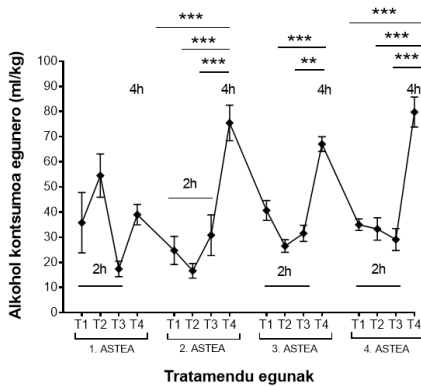 *** *** ***
*** *** ***
*** ** ***
4h 4h 4h 4h
Alkohol kontsumoa egunero (ml/kg)
100
90
80
70
60
50
40
30
20
10
0
2h 2h 2h 2h
T1 T2 T3 T4 T1 T2 T3 T4 T1 T2 T3 T4 T1 T2 T3 T4
1. ASTEA 2. ASTEA 3. ASTEA 4. ASTEA
Tratamendu egunak